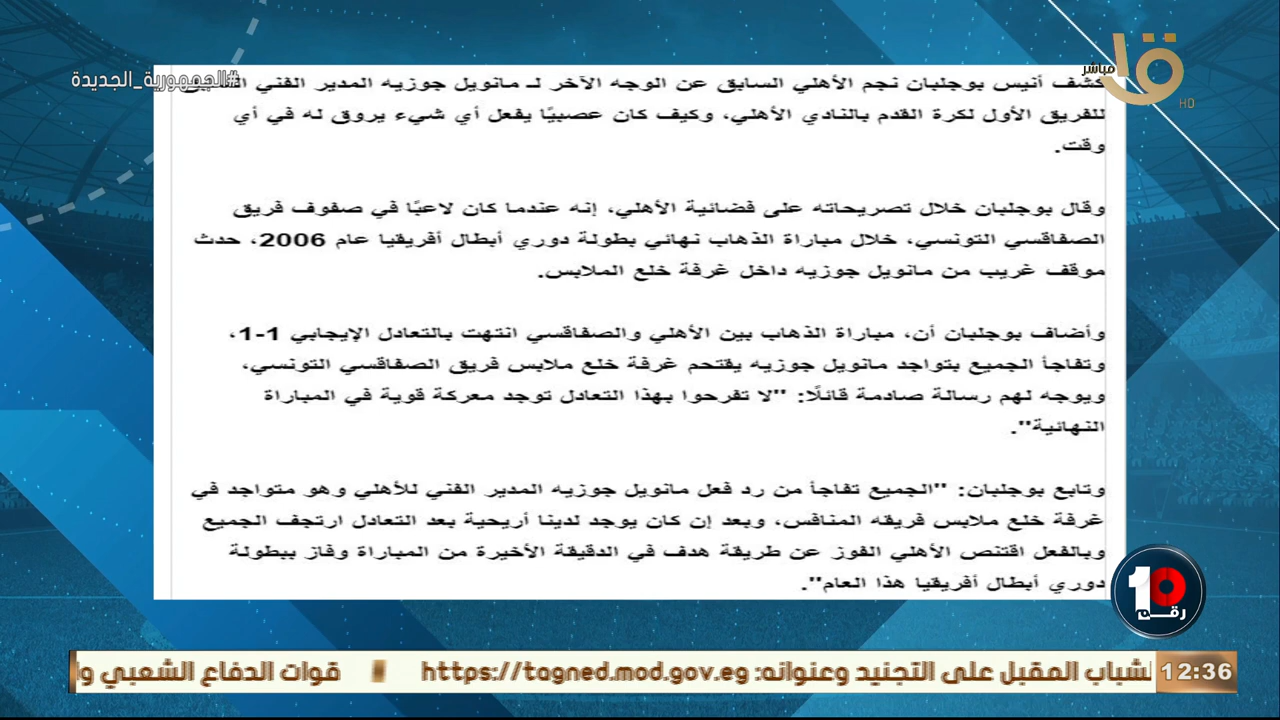 #الجمهورية_الجديدة
مباشر
HD
كشف أنيس بوجلبان نجم الأهلي السابق عن الوجه الآخر لـ مانويل جوزيه المدير الفني
للفريق الأول لكرة القدم بالنادي الأهلي، وكيف كان عصبيًا يفعل أي شيء يروق له في أي
وقت.
وقال بوجلبان خلال تصريحاته على فضائية الأهلي، إنه عندما كان لاعبًا في صفوف فريق
الصفاقسي التونسي، خلال مباراة الذهاب نهائي بطولة دوري أبطال أفريقيا عام 2006، حدث
موقف غريب من مانويل جوزيه داخل غرفة خلع الملابس.
وأضاف بوجلبان أن، مباراة الذهاب بين الأهلي والصفاقسي انتهت بالتعادل الإيجابي 1-1،
وتفاجأ الجميع بتواجد مانويل جوزيه يقتحم غرفة خلع ملابس فريق الصفاقسي التونسي،
ويوجه لهم رسالة صادمة قائلًا: "لا تفرحوا بهذا التعادل توجد معركة قوية في المباراة
النهائية".
وتابع بوجلبان: "الجميع تفاجأ من رد فعل مانويل جوزيه المدير الفني للأهلي وهو متواجد في
غرفة خلع ملابس فريقه المنافس، وبعد إن كان يوجد لدينا أريحية بعد التعادل ارتجف الجميع
وبالفعل اقتنص الأهلي الفوز عن طريقة هدف في الدقيقة الأخيرة من المباراة وفاز ببطولة
دوري أبطال أفريقيا هذا العام".
رقم 10
12:36 لشباب المقبل على التجنيد وعنوانه: https://tagned.mod.gov.eg قوات الدفاع الشعبي وا